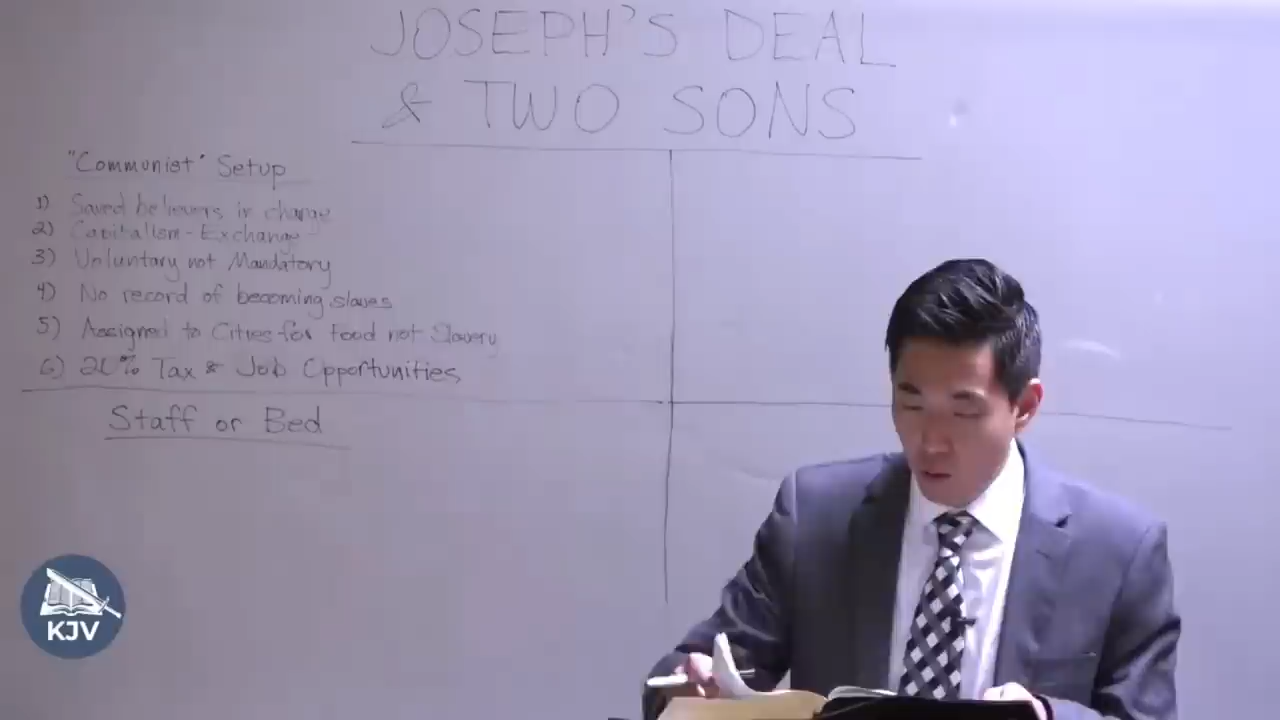 JOSEPH'S DEAL
& TWO SONS
"Communist" Setup
1) Saved believers in charge
2) Capitalism - Exchange
3) Voluntary not Mandatory
4) No record of becoming slaves
5) Assigned to Cities for Food not Slavery
6) 20% Tax & Job Opportunities
Staff or Bed
KJV